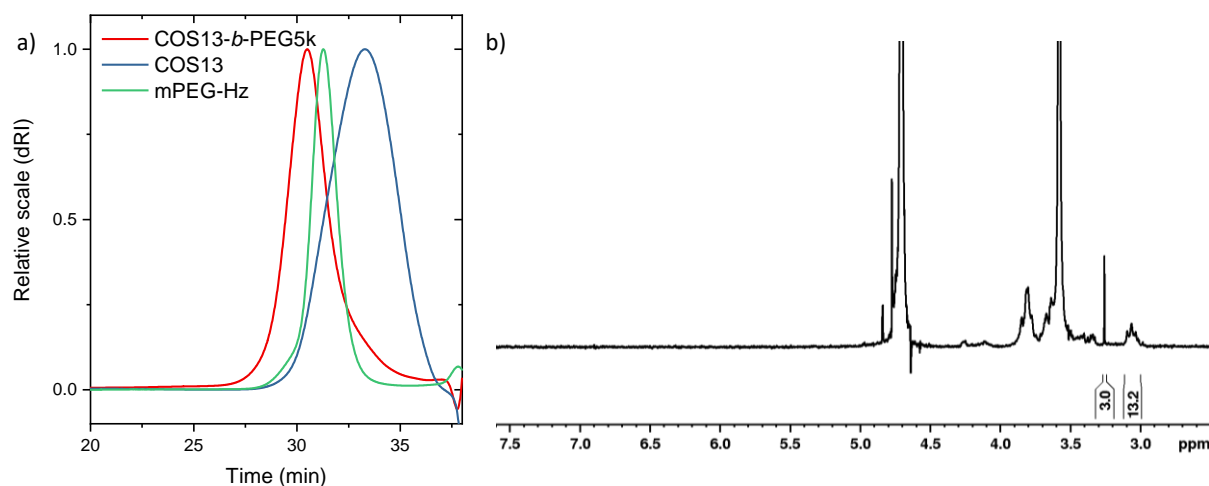 a)
COS13-b-PEG5k
COS13
mPEG-Hz
1.0
0.5
0.0
Relative scale (dRI)
20 25 30 35
Time (min)
b)
3.0
13.2
7.5 7.0 6.5 6.0 5.5 5.0 4.5 4.0 3.5 3.0 ppm